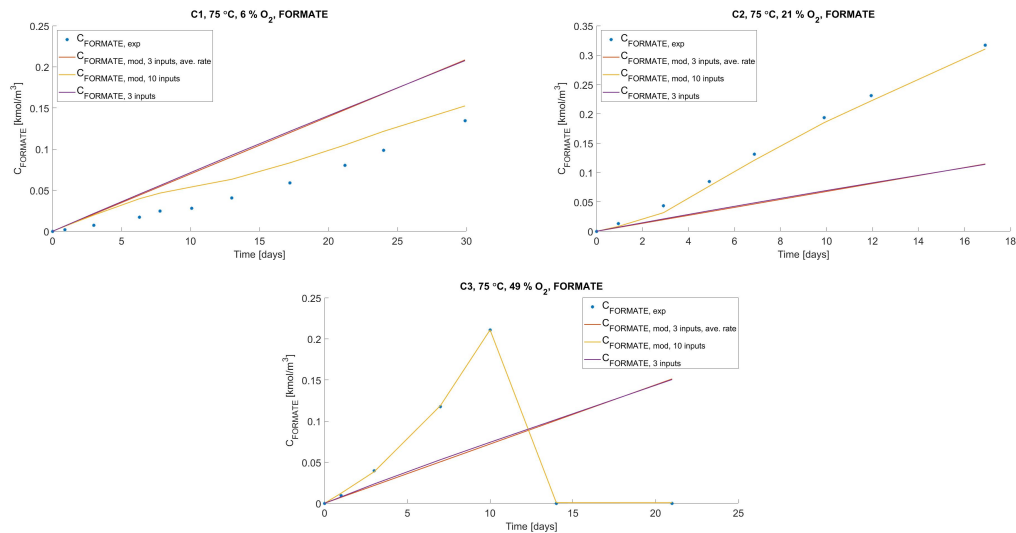 C1, 75 °C, 6 % O2, FORMATE
CFORMATE, exp
CFORMATE, mod, 3 inputs, ave. rate
CFORMATE, mod, 10 inputs
CFORMATE, 3 inputs
CFORMATE [kmol/m3]
0.25
0.2
0.15
0.1
0.05
0
0 5 10 15 20 25 30
Time [days]
C2, 75 °C, 21 % O2, FORMATE
CFORMATE, exp
CFORMATE, mod, 3 inputs, ave. rate
CFORMATE, mod, 10 inputs
CFORMATE, 3 inputs
CFORMATE [kmol/m3]
0.35
0.3
0.25
0.2
0.15
0.1
0.05
0
0 2 4 6 8 10 12 14 16 18
Time [days]
C3, 75 °C, 49 % O2, FORMATE
CFORMATE, exp
CFORMATE, mod, 3 inputs, ave. rate
CFORMATE, mod, 10 inputs
CFORMATE, 3 inputs
CFORMATE [kmol/m3]
0.25
0.2
0.15
0.1
0.05
0
0 5 10 15 20 25
Time [days]